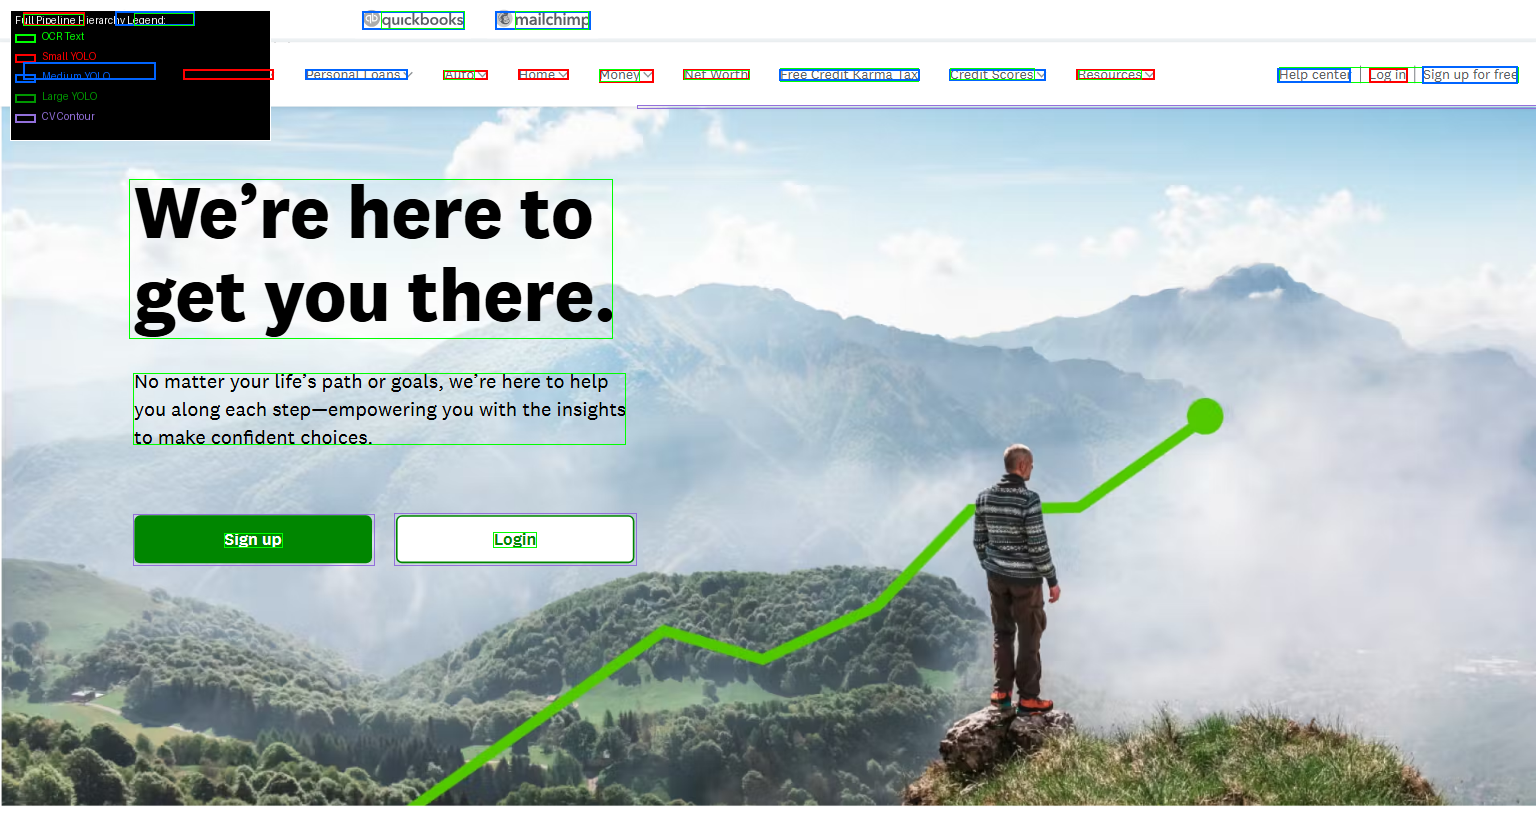 Full Pipeline Hierarchy Legend:
OCR Text
Small YOLO
Medium YOLO
Large YOLO
CV Contour
quickbooks
mailchimp
Personal Loans
Auto
Home
Money
Net Worth
Free Credit Karma Tax
Credit Scores
Resources
Help center
Log in
Sign up for free
We're here to
get you there.
No matter your life's path or goals, we're here to help
you along each step—empowering you with the insights
to make confident choices.
Sign up
Login